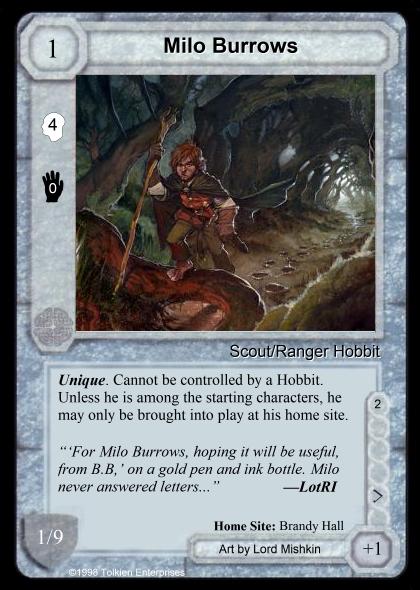 1
Milo Burrows
4
0
Scout/Ranger Hobbit
Unique. Cannot be controlled by a Hobbit.
Unless he is among the starting characters, he
may only be brought into play at his home site.
2
“‘For Milo Burrows, hoping it will be useful,
from B.B,’ on a gold pen and ink bottle. Milo
never answered letters...” —LotRI
Home Site: Brandy Hall
1/9
Art by Lord Mishkin
+1
©1998 Tolkien Enterprises